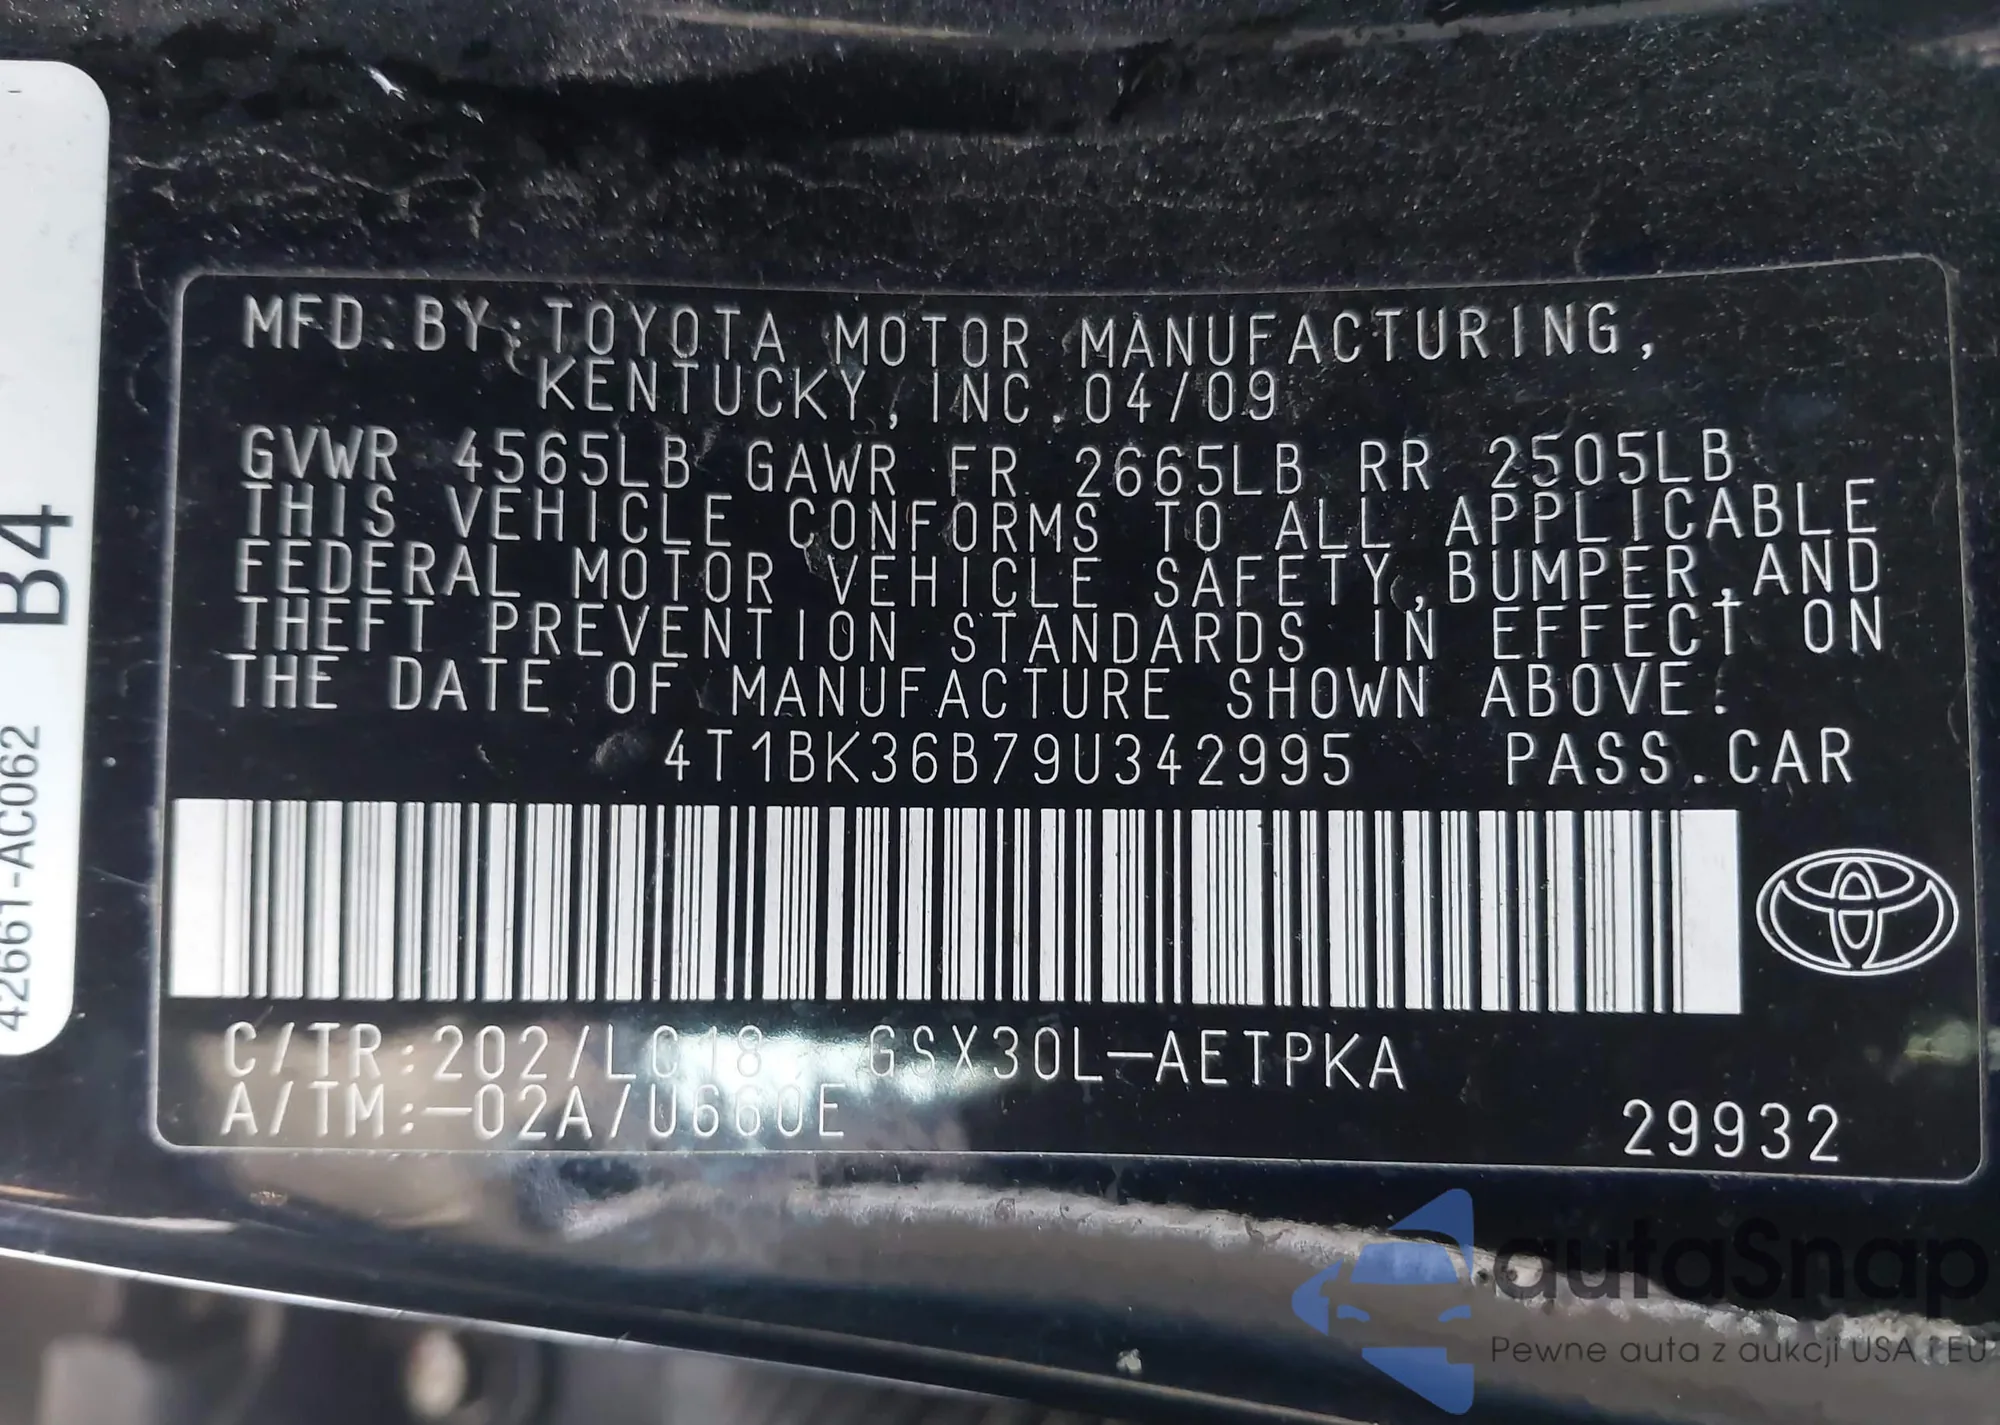 MFD. BY: TOYOTA MOTOR MANUFACTURING,
KENTUCKY, INC. 04/09
GVWR 4565LB GAWR FR 2665LB RR 2505LB
THIS VEHICLE CONFORMS TO ALL APPLICABLE
FEDERAL MOTOR VEHICLE SAFETY, BUMPER, AND
THEFT PREVENTION STANDARDS IN EFFECT ON
THE DATE OF MANUFACTURE SHOWN ABOVE.
4T1BK36B79U342995 PASS. CAR
C/TR:202/LC18 GSX30L-AETPKA
A/TM:-02A/U660E
29932
B4
42661-AC062
autaSnap
Pewne auta z aukcji USA i EU